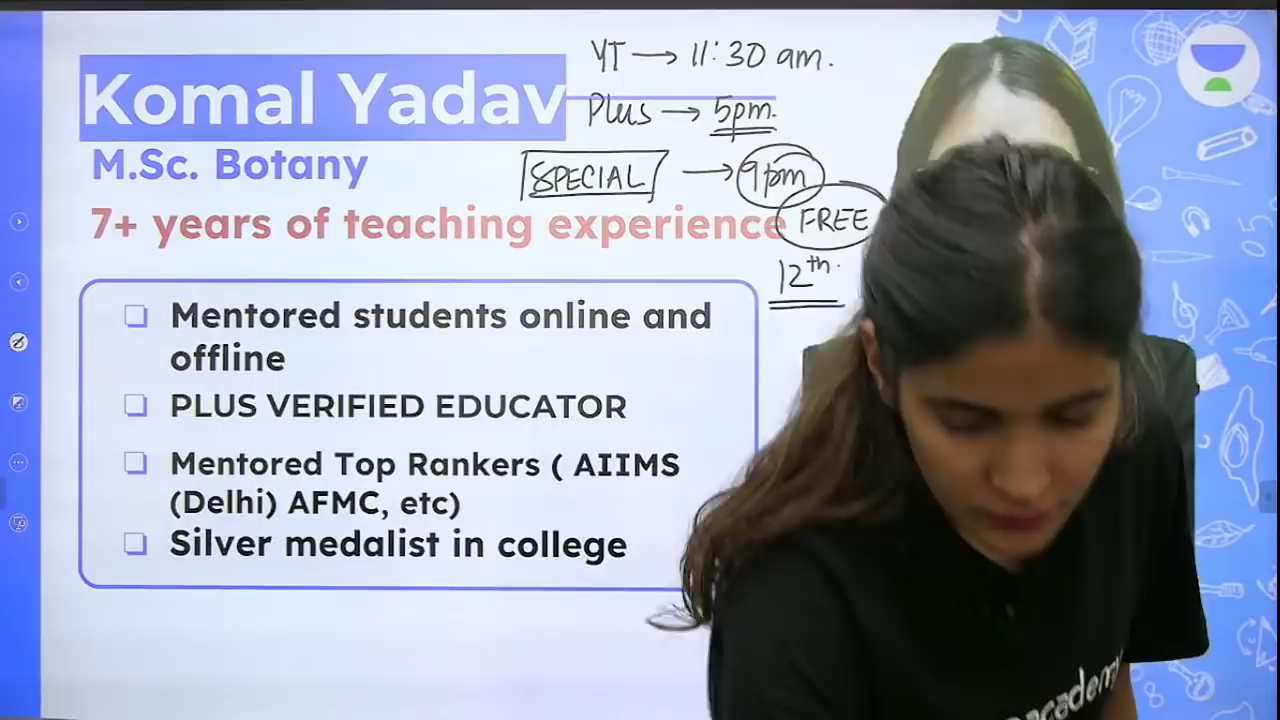 YT → 11:30 am.
Komal Yadav
Plus → 5pm.
M.Sc. Botany
SPECIAL → 9pm
7+ years of teaching experience
FREE
12th.
Mentored students online and
offline
PLUS VERIFIED EDUCATOR
Mentored Top Rankers ( AIIMS
(Delhi) AFMC, etc)
Silver medalist in college
academy